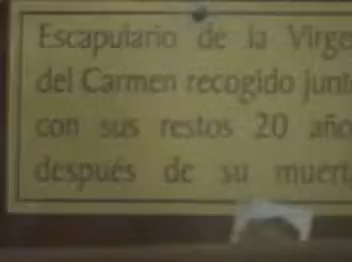 Escapulario de la Virge
del Carmen recogido junt
con sus restos 20 año
después de su muert